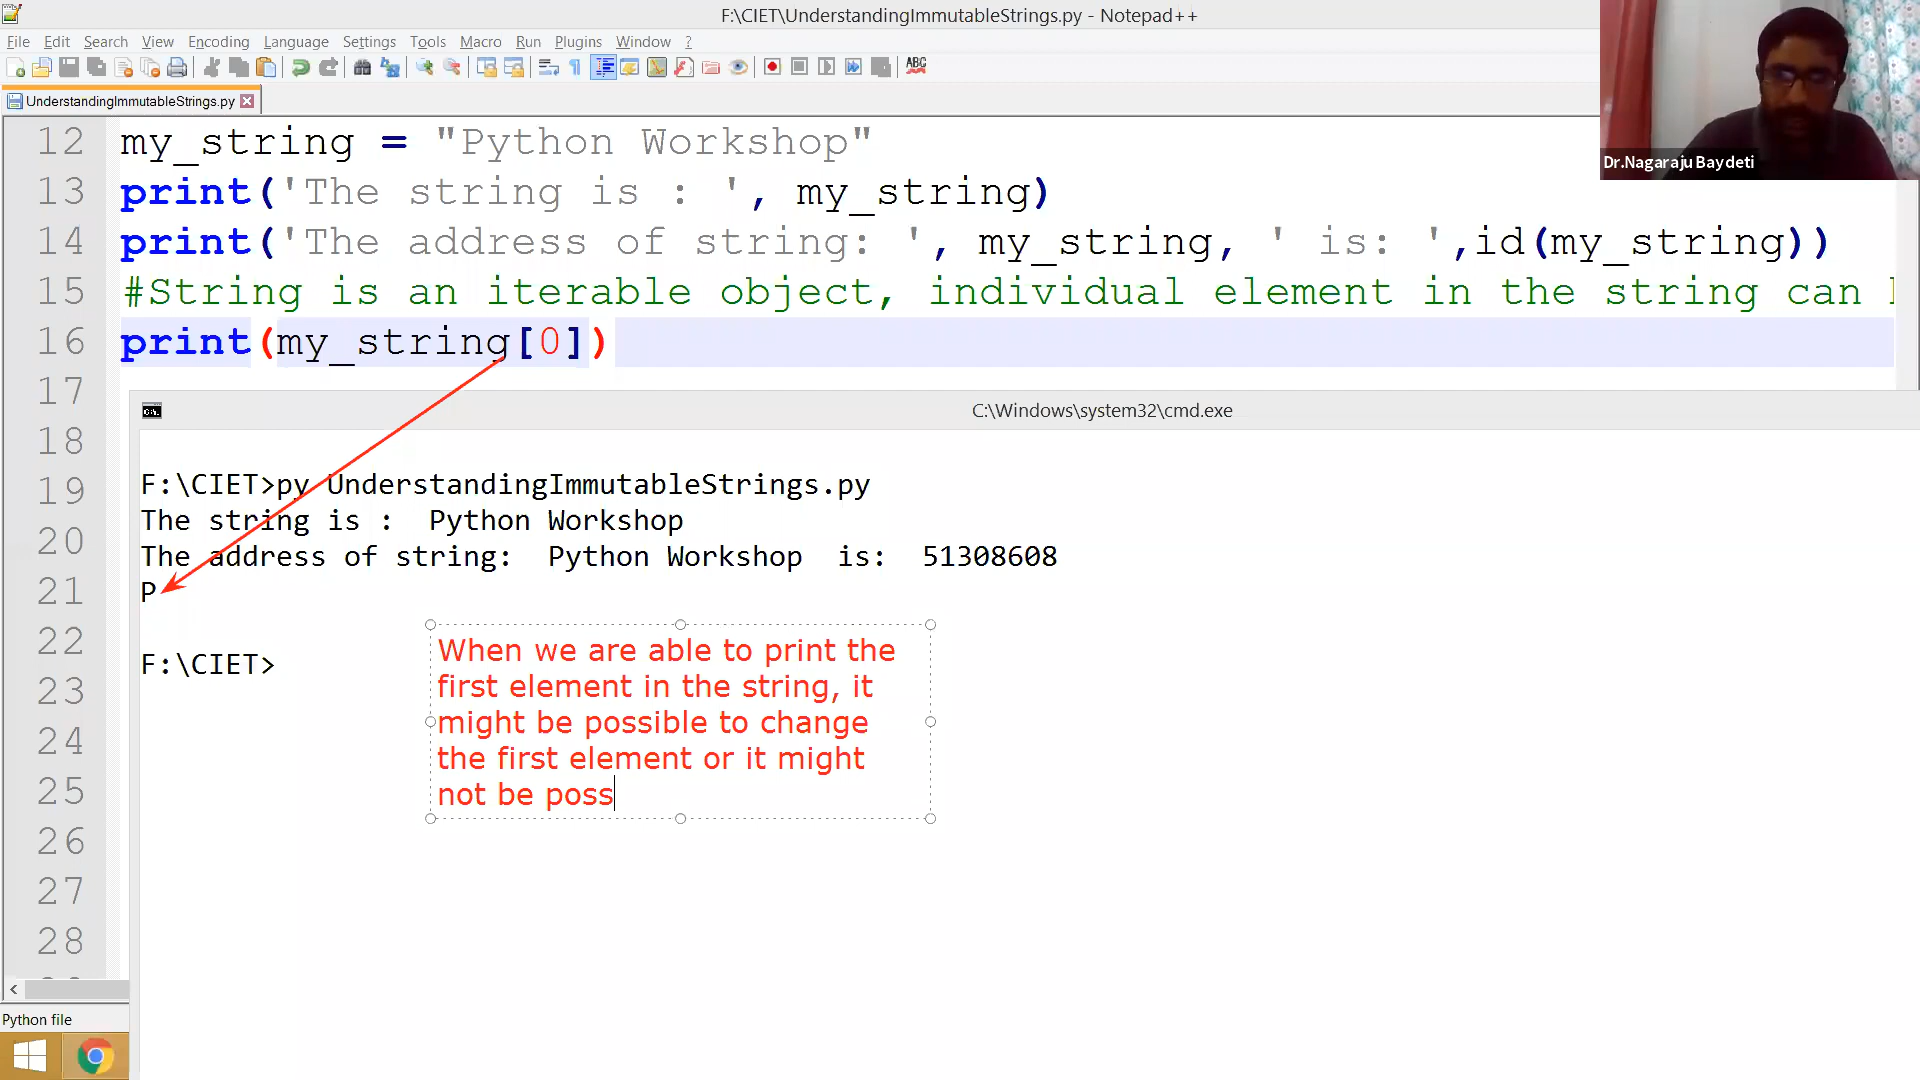 F:\CIET\UnderstandingImmutableStrings.py - Notepad++
File Edit Search View Encoding Language Settings Tools Macro Run Plugins Window ?
ABC
UnderstandingImmutableStrings.py
Dr.Nagaraju Baydeti
12 my_string = "Python Workshop"
13 print('The string is : ', my_string)
14 print('The address of string: ', my_string, ' is: ',id(my_string))
15 #String is an iterable object, individual element in the string can
16 print(my_string[0])
17
18
19
20
21
22
23
24
25
26
27
28
C:\Windows\system32\cmd.exe
F:\CIET>py UnderstandingImmutableStrings.py
The string is :  Python Workshop
The address of string:  Python Workshop  is:  51308608
P
F:\CIET>
When we are able to print the
first element in the string, it
might be possible to change
the first element or it might
not be poss
Python file